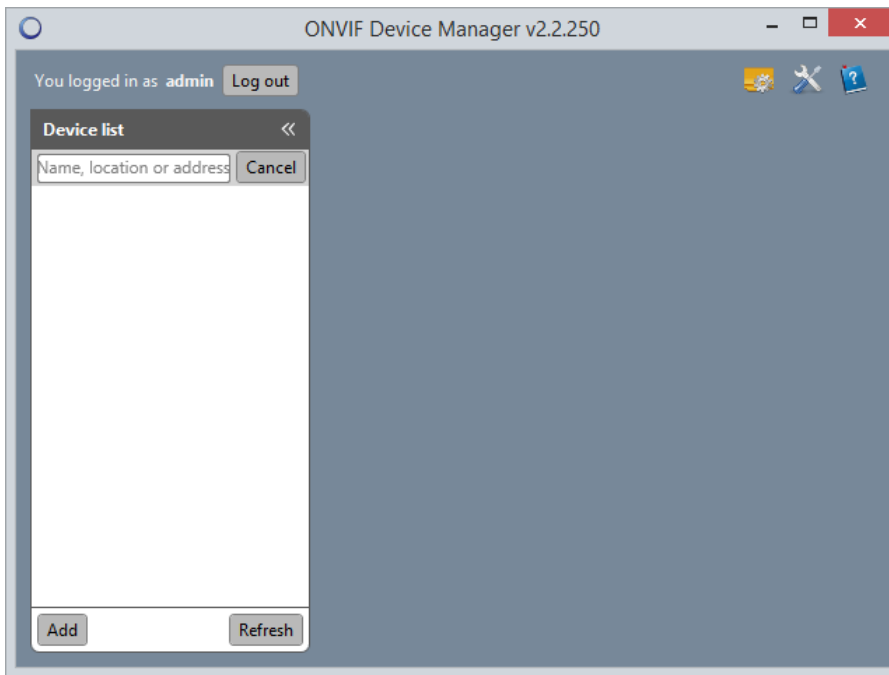 ONVIF Device Manager v2.2.250
You logged in as admin Log out
?
Device list
Name, location or address Cancel
Add Refresh